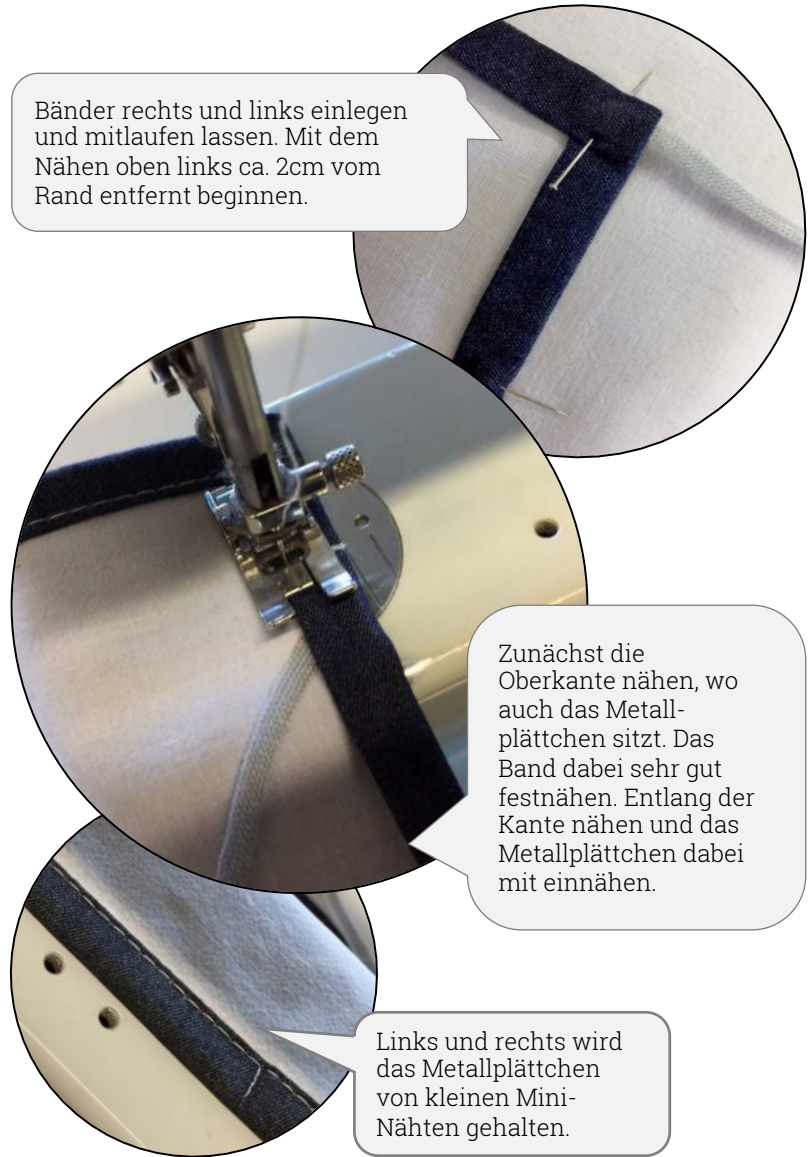 Bänder rechts und links einlegen
und mitlaufen lassen. Mit dem
Nähen oben links ca. 2cm vom
Rand entfernt beginnen.
Zunächst die
Oberkante nähen, wo
auch das Metall-
plättchen sitzt. Das
Band dabei sehr gut
festnähen. Entlang der
Kante nähen und das
Metallplättchen dabei
mit einnähen.
Links und rechts wird
das Metallplättchen
von kleinen Mini-
Nähten gehalten.